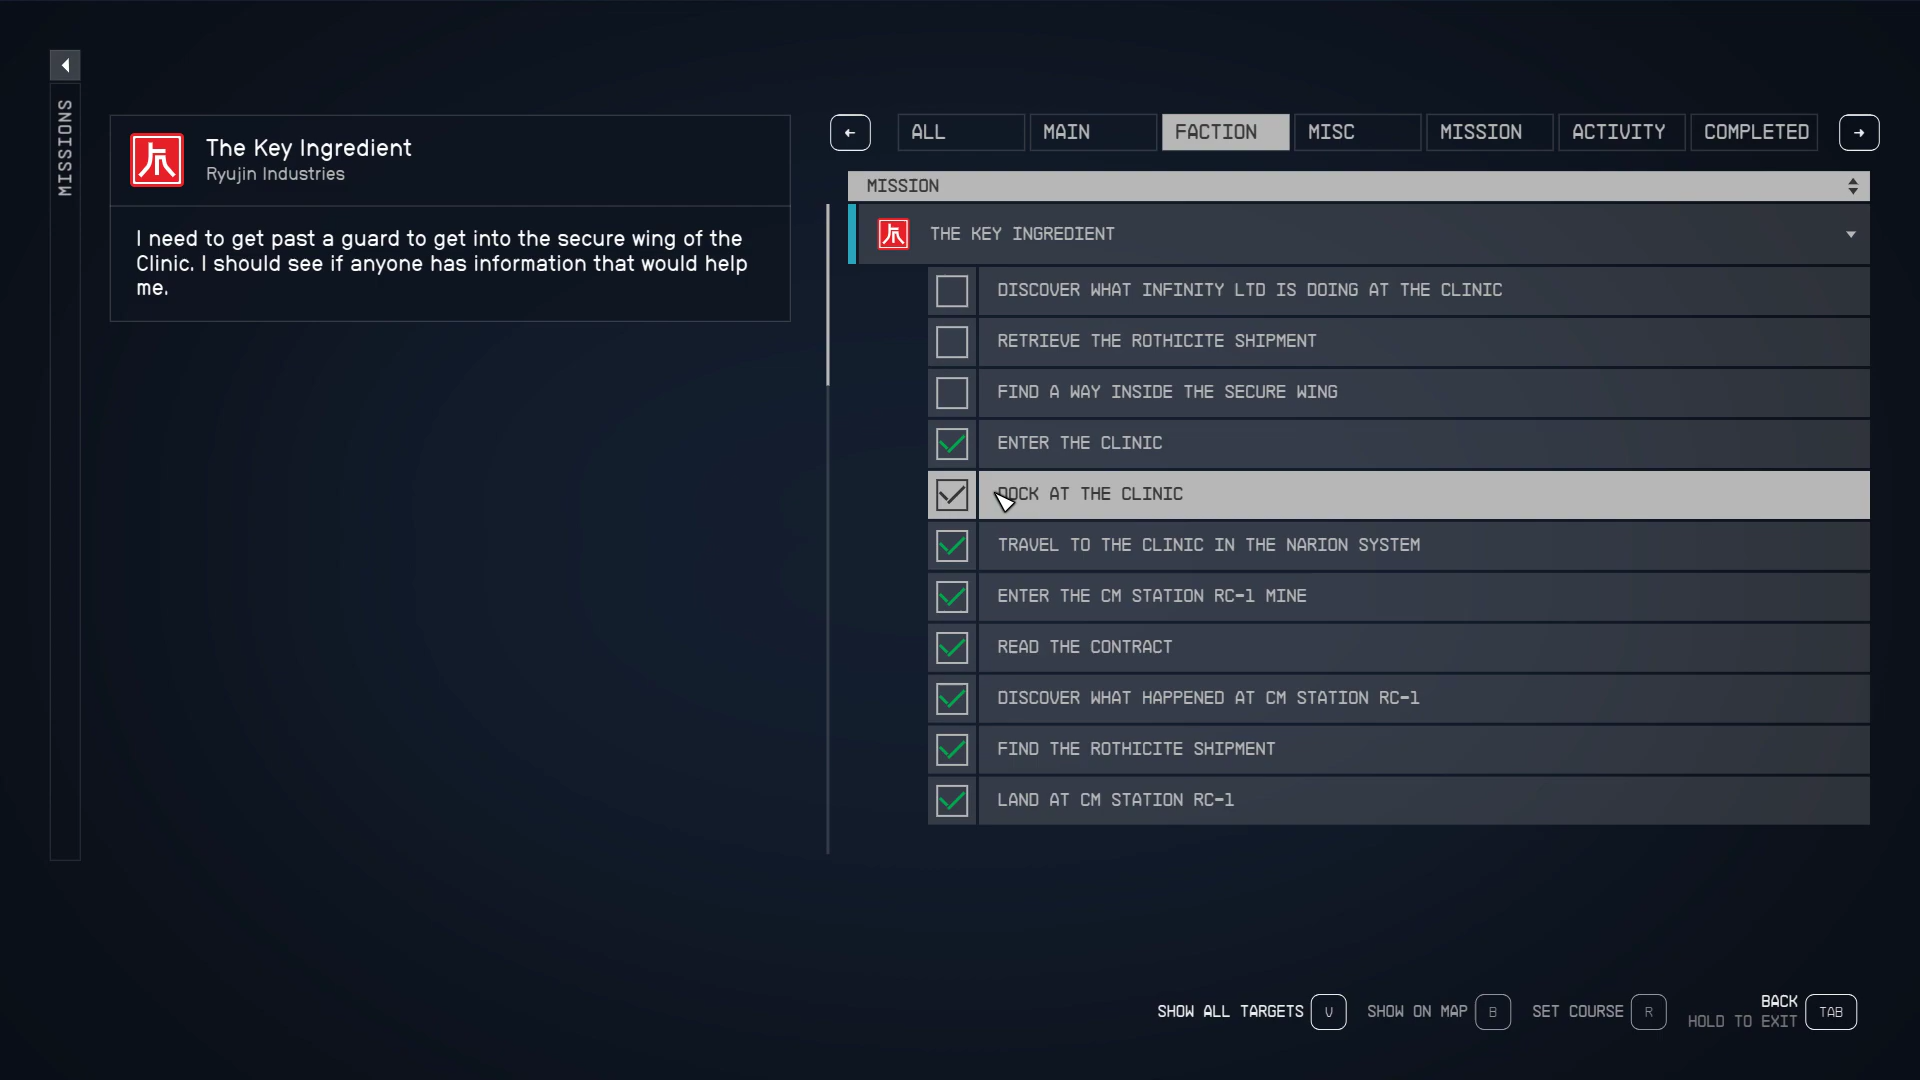 MISSIONS
The Key Ingredient
Ryujin Industries
I need to get past a guard to get into the secure wing of the
Clinic. I should see if anyone has information that would help
me.
ALL
MAIN
FACTION
MISC
MISSION
ACTIVITY
COMPLETED
MISSION
THE KEY INGREDIENT
DISCOVER WHAT INFINITY LTD IS DOING AT THE CLINIC
RETRIEVE THE ROTHICITE SHIPMENT
FIND A WAY INSIDE THE SECURE WING
ENTER THE CLINIC
DOCK AT THE CLINIC
TRAVEL TO THE CLINIC IN THE NARION SYSTEM
ENTER THE CM STATION RC-1 MINE
READ THE CONTRACT
DISCOVER WHAT HAPPENED AT CM STATION RC-1
FIND THE ROTHICITE SHIPMENT
LAND AT CM STATION RC-1
SHOW ALL TARGETS V
SHOW ON MAP B
SET COURSE R
BACK
HOLD TO EXIT
TAB